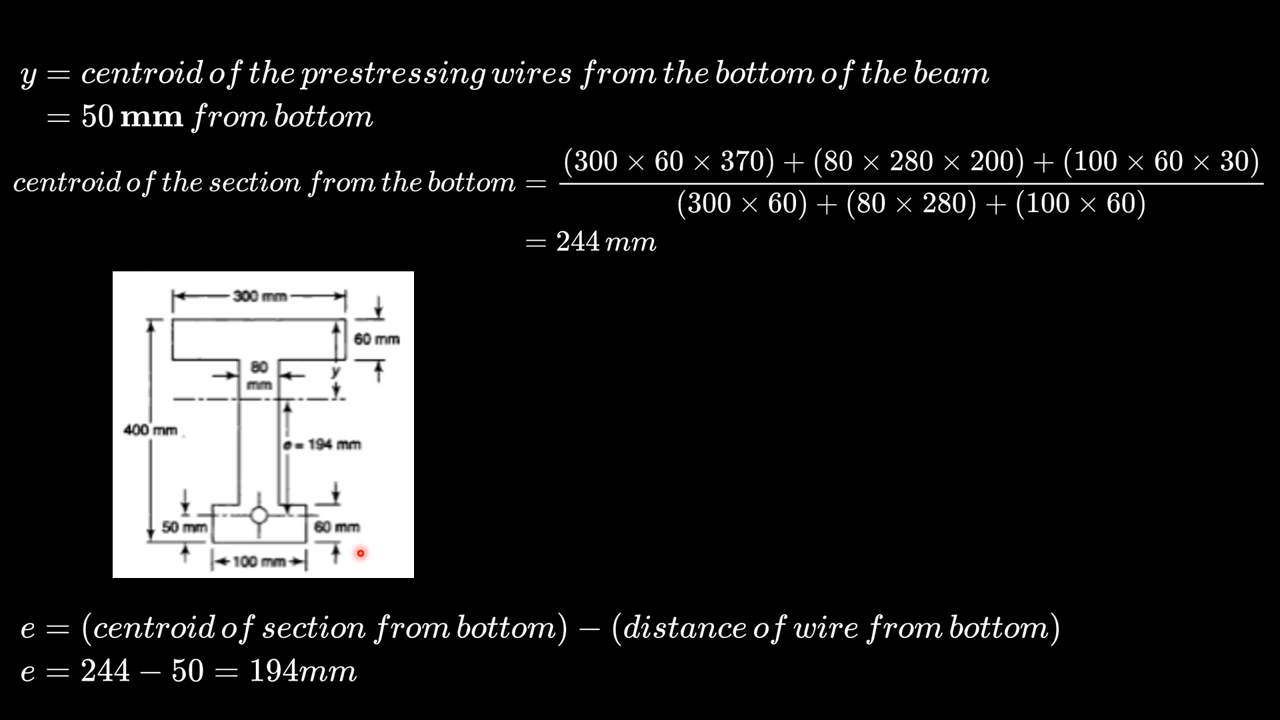 y = centroid of the prestressing wires from the bottom of the beam
= 50 mm from bottom
centroid of the section from the bottom = \frac{(300 × 60 × 370) + (80 × 280 × 200) + (100 × 60 × 30)}{(300 × 60) + (80 × 280) + (100 × 60)}
= 244 mm
300 mm
60 mm
80
mm
y
400 mm
e = 194 mm
50 mm
60 mm
100 mm
e = (centroid of section from bottom) − (distance of wire from bottom)
e = 244 − 50 = 194mm